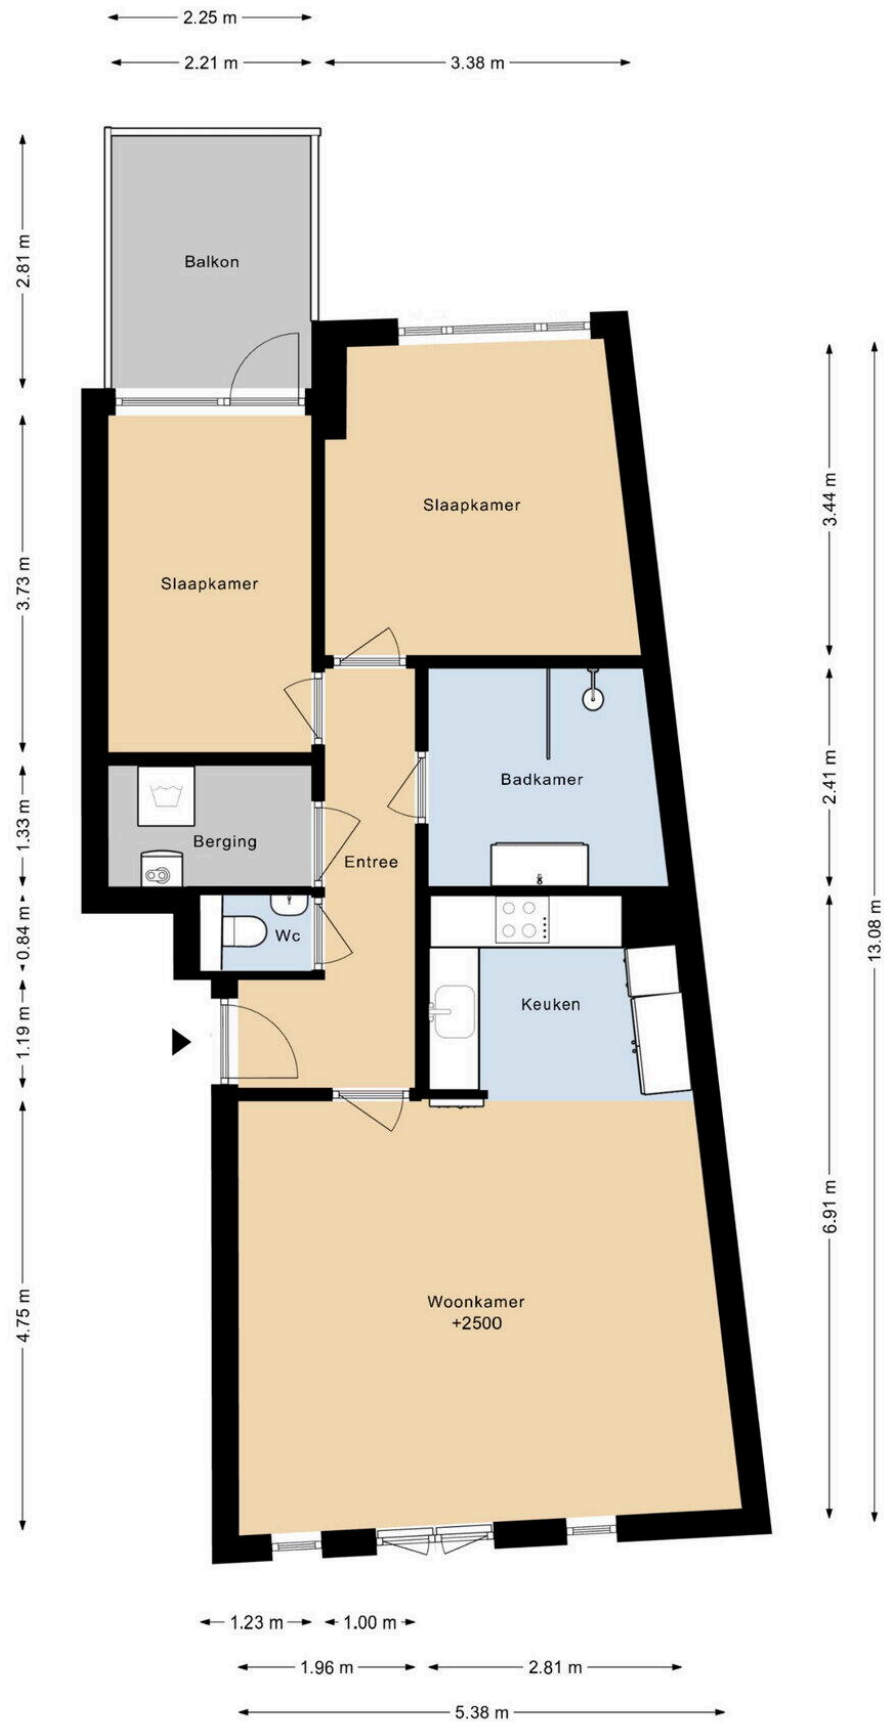 2.25 m
2.21 m
3.38 m
2.81 m
Balkon
3.44 m
Slaapkamer
3.73 m
Slaapkamer
2.41 m
Badkamer
1.33 m
Berging
Entree
13.08 m
0.84 m
Wc
Keuken
1.19 m
6.91 m
4.75 m
Woonkamer
+2500
1.23 m
1.00 m
1.96 m
2.81 m
5.38 m